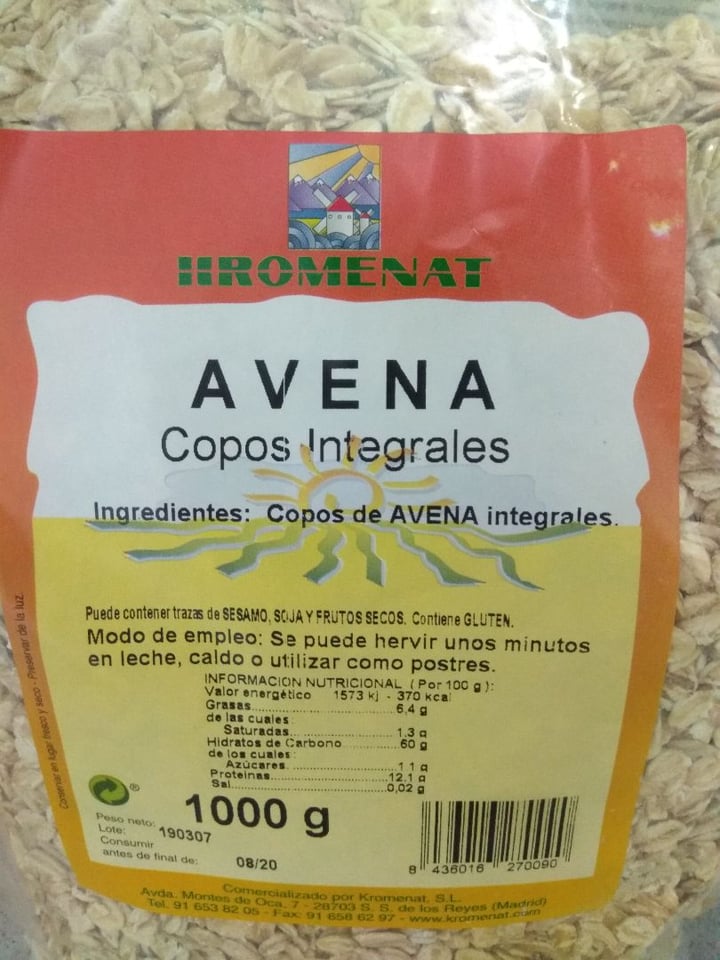 KROMENAT
AVENA
Copos Integrales
Ingredientes: Copos de AVENA integrales.
Puede contener trazas de SESAMO, SOJA Y FRUTOS SECOS. Contiene GLUTEN.
Modo de empleo: Se puede hervir unos minutos
en leche, caldo o utilizar como postres.
INFORMACION NUTRICIONAL (Por 100 g):
Valor energético 1573 kj - 370 kcal
Grasas 6,4 g
de las cuales:
Saturadas 1,3 g
Hidratos de Carbono 60 g
de los cuales:
Azúcares 1 1 g
Proteinas 12,1 g
Sal 0,02 g
®
Peso neto: 1000 g
Lote: 190307
Consumir
antes de final de: 08/20
8 436016 270090
Comercializado por Kromenat, S.L.
Avda. Montes de Oca, 7 - 28703 S. S. de los Reyes (Madrid)
Tel. 91 653 82 05 - Fax: 91 658 62 97 - www.kromenat.com
Conservar en lugar fresco y seco - Preservar de la luz.